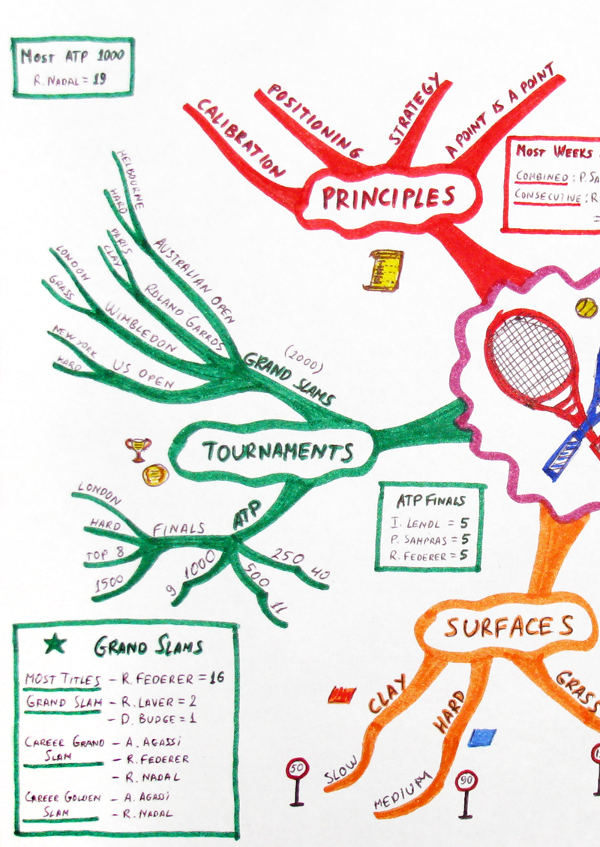 MOST ATP 1000
R. NADAL = 19
CALIBRATION
POSITIONING
STRATEGY
A POINT IS A POINT
PRINCIPLES
MOST WEEKS
COMBINED : P. SA
CONSECUTIVE : R
=
MELBOURNE
HARD
AUSTRALIAN OPEN
PARIS
CLAY
ROLAND GARROS
LONDON
GRASS
WIMBLEDON
NEW YORK
HARD
US OPEN
(2000)
GRAND SLAMS
TOURNAMENTS
ATP
FINALS
LONDON
HARD
TOP 8
1500
1000
9
500
11
250
40
ATP FINALS
I. LENDL = 5
P. SAMPRAS = 5
R. FEDERER = 5
GRAND SLAMS
MOST TITLES - R. FEDERER = 16
GRAND SLAM - R. LAVER = 2
- D. BUDGE = 1
CAREER GRAND - A. AGASSI
SLAM - R. FEDERER
- R. NADAL
CAREER GOLDEN - A. AGASSI
SLAM - R. NADAL
SURFACES
CLAY
SLOW
50
HARD
MEDIUM
90
GRASS